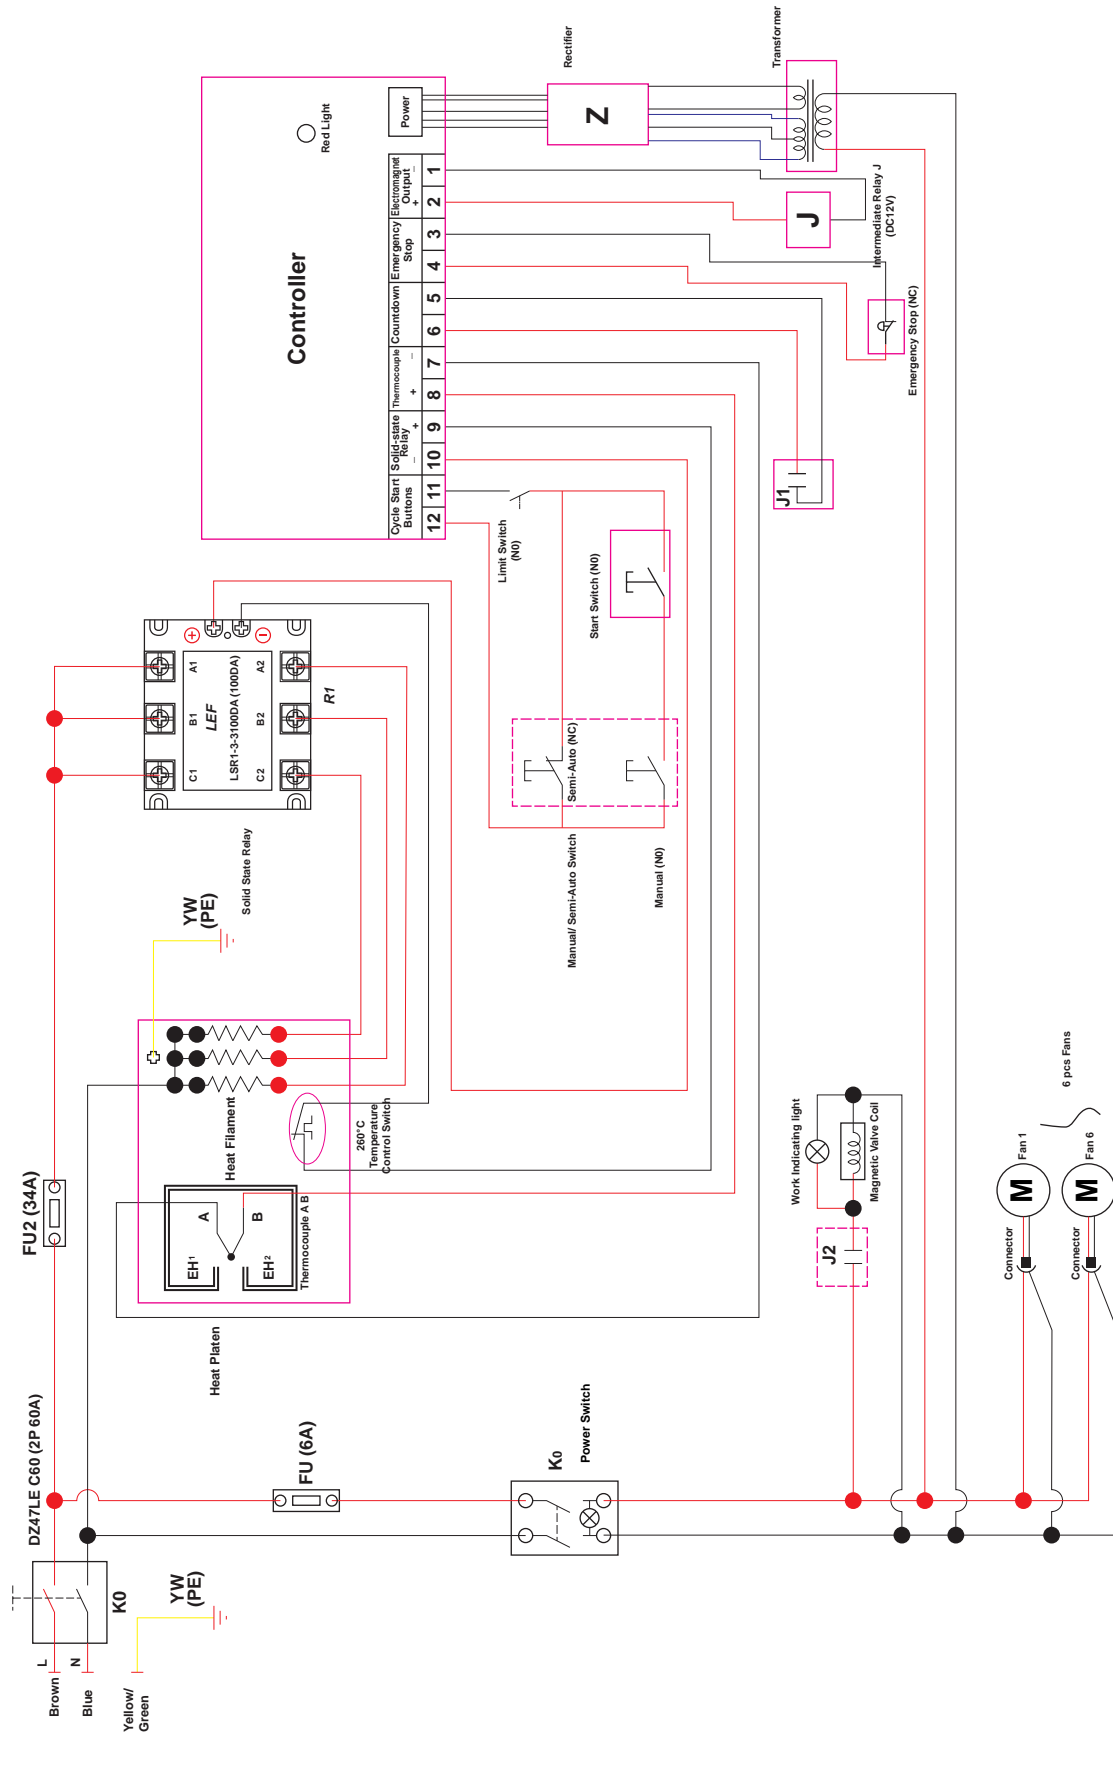 Brown
L
Blue
N
Yellow/
Green
YW
(PE)
K0
DZ47LE C60 (2P 60A)
FU2 (34A)
FU (6A)
K0
Power Switch
Heat Platen
EH1
EH2
A
B
Thermocouple A B
Heat Filament
260°C
Temperature
Control Switch
YW
(PE)
Solid State Relay
C1
B1
A1
LEF
LSR1-3-3100DA (100DA)
C2
B2
A2
R1
+
−
Controller
Red Light
Cycle Start
Buttons
Solid-state
Relay
−
+
Thermocouple
+
−
Countdown
Emergency
Stop
Electromagnet
Output
+
−
Power
12
11
10
9
8
7
6
5
4
3
2
1
Limit Switch
(N0)
Start Switch (N0)
Semi-Auto (NC)
Manual/ Semi-Auto Switch
Manual (N0)
Rectifier
Z
Transformer
J
Intermediate Relay J
(DC12V)
Emergency Stop (NC)
J1
J2
Work Indicating light
Magnetic Valve Coil
Connector
M
Fan 1
Connector
M
Fan 6
6 pcs Fans